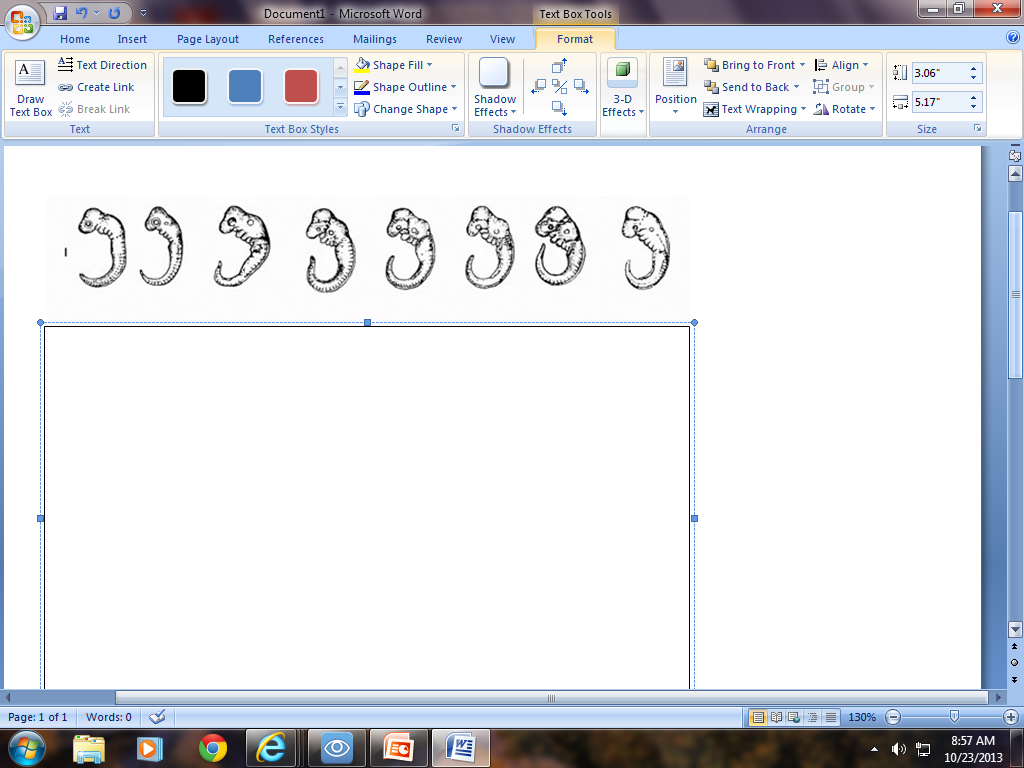 Document1 - Microsoft Word
Text Box Tools
Home Insert Page Layout References Mailings Review View Format
Draw Text Box
Text Direction
Create Link
Break Link
Text
Text Box Styles
Shape Fill
Shape Outline
Change Shape
Shadow Effects
Shadow Effects
3-D Effects
Position
Bring to Front
Send to Back
Text Wrapping
Align
Group
Rotate
Arrange
3.06"
5.17"
Size
I
Page: 1 of 1 Words: 0 130%
8:57 AM
10/23/2013